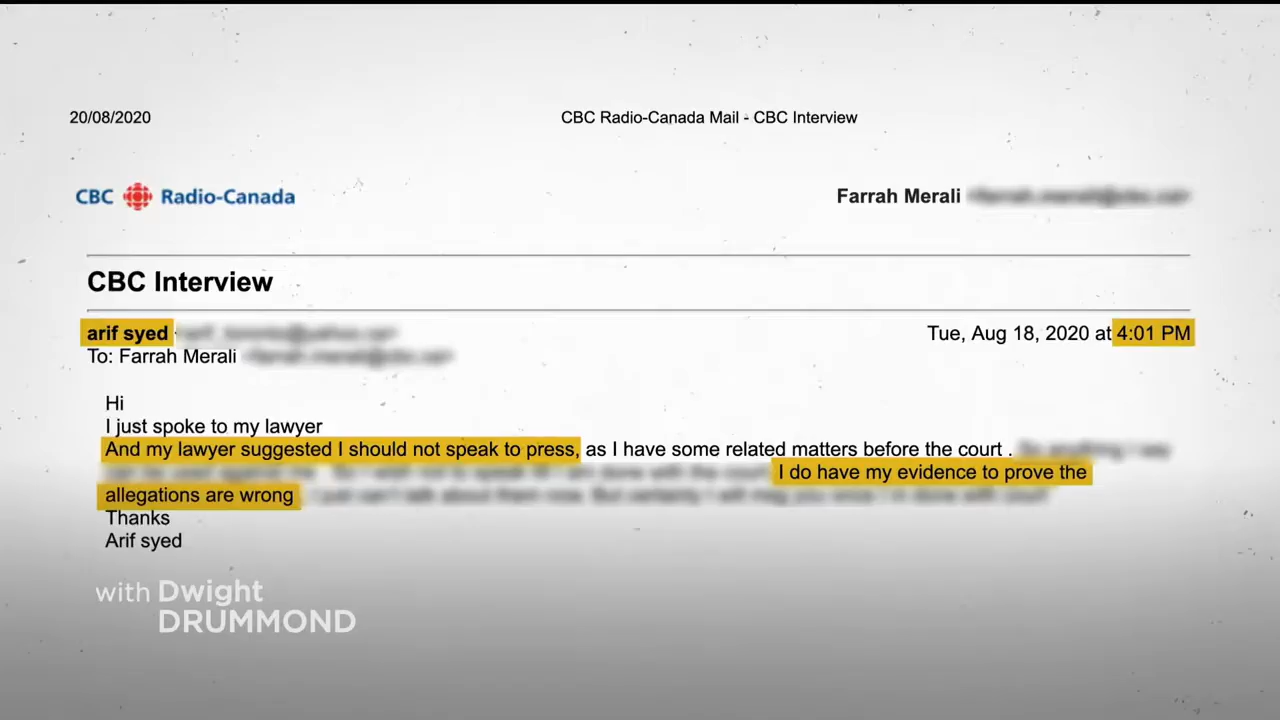 20/08/2020
CBC Radio-Canada Mail - CBC Interview
CBC Radio-Canada
Farrah Merali
CBC Interview
arif syed
Tue, Aug 18, 2020 at 4:01 PM
To: Farrah Merali
Hi
I just spoke to my lawyer
And my lawyer suggested I should not speak to press, as I have some related matters before the court .
I do have my evidence to prove the
allegations are wrong
Thanks
Arif syed
with Dwight
DRUMMOND